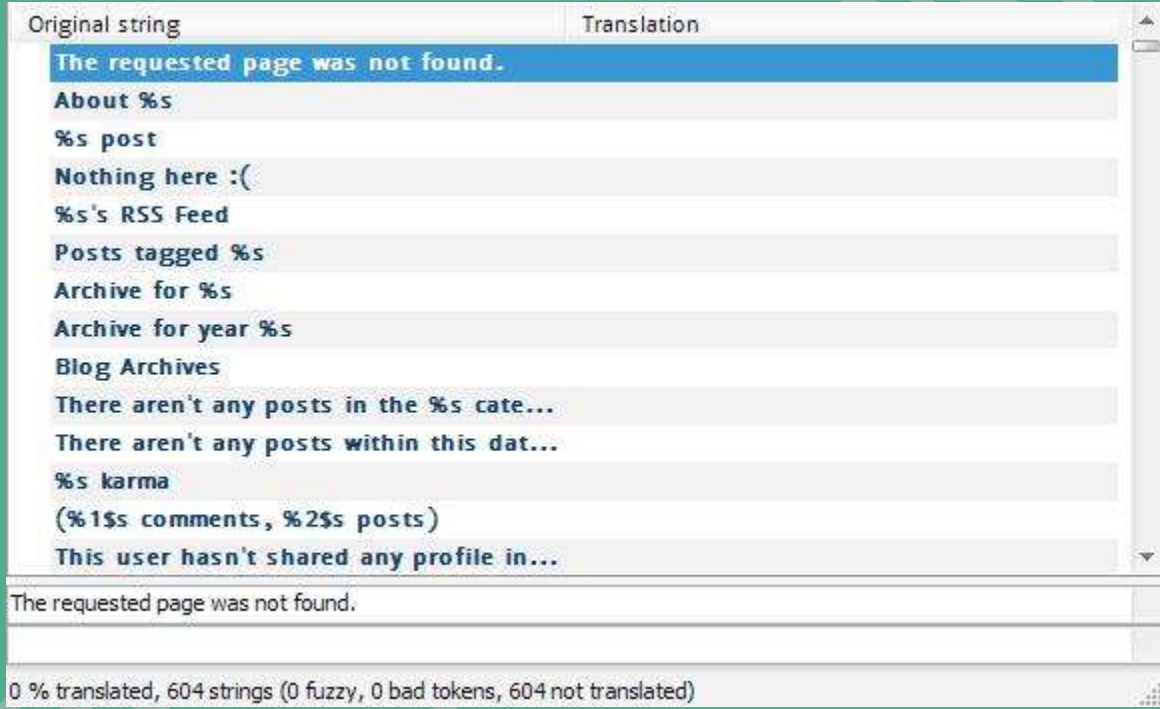 Original string Translation
The requested page was not found.
About %s
%s post
Nothing here :(
%s's RSS Feed
Posts tagged %s
Archive for %s
Archive for year %s
Blog Archives
There aren't any posts in the %s cate...
There aren't any posts within this dat...
%s karma
(%1$s comments, %2$s posts)
This user hasn't shared any profile in...
The requested page was not found.
0 % translated, 604 strings (0 fuzzy, 0 bad tokens, 604 not translated)